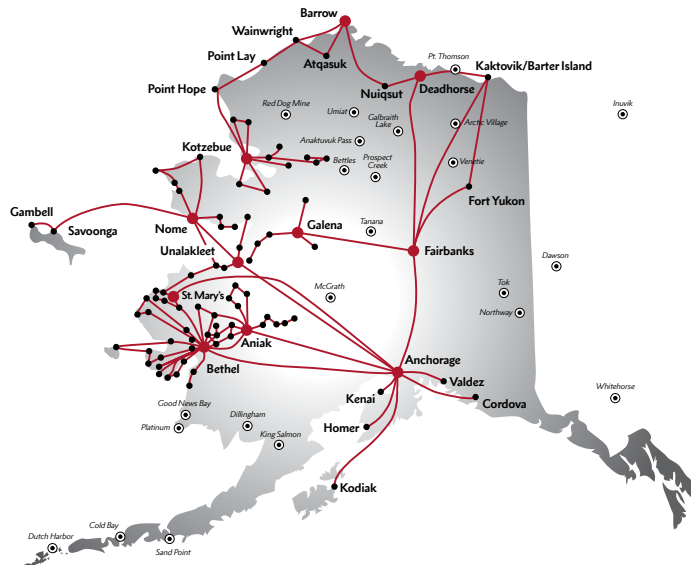 Barrow
Wainwright
Pt. Thomson
Point Lay
Atqasuk
Kaktovik/Barter Island
Point Hope
Nuiqsut
Deadhorse
Red Dog Mine
Umiat
Galbraith
Lake
Inuvik
Arctic Village
Anaktuvuk Pass
Kotzebue
Bettles
Prospect
Creek
Venetie
Fort Yukon
Gambell
Savoonga
Nome
Galena
Tanana
Unalakleet
Fairbanks
Dawson
St. Mary's
McGrath
Tok
Northway
Aniak
Bethel
Anchorage
Valdez
Kenai
Cordova
Whitehorse
Good News Bay
Platinum
Dillingham
Homer
King Salmon
Kodiak
Dutch Harbor
Cold Bay
Sand Point